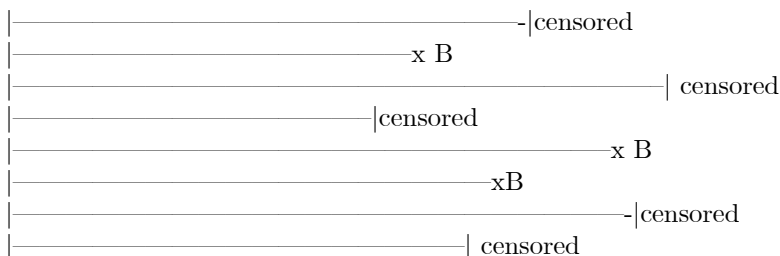 |—-|censored
|—x B
|—| censored
|—|censored
|—x B
|—xB
|—-|censored
|—| censored